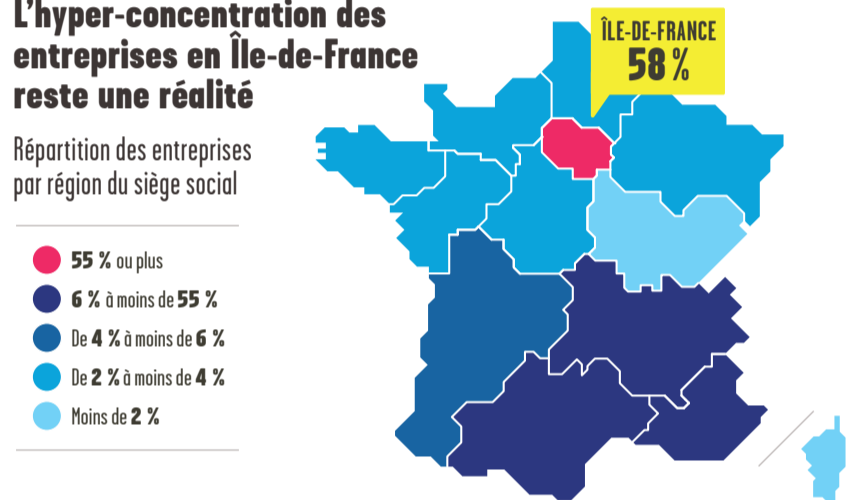 L’hyper-concentration des
entreprises en Île-de-France
reste une réalité
Répartition des entreprises
par région du siège social
55 % ou plus
6 % à moins de 55 %
De 4 % à moins de 6 %
De 2 % à moins de 4 %
Moins de 2 %
ÎLE-DE-FRANCE
58 %